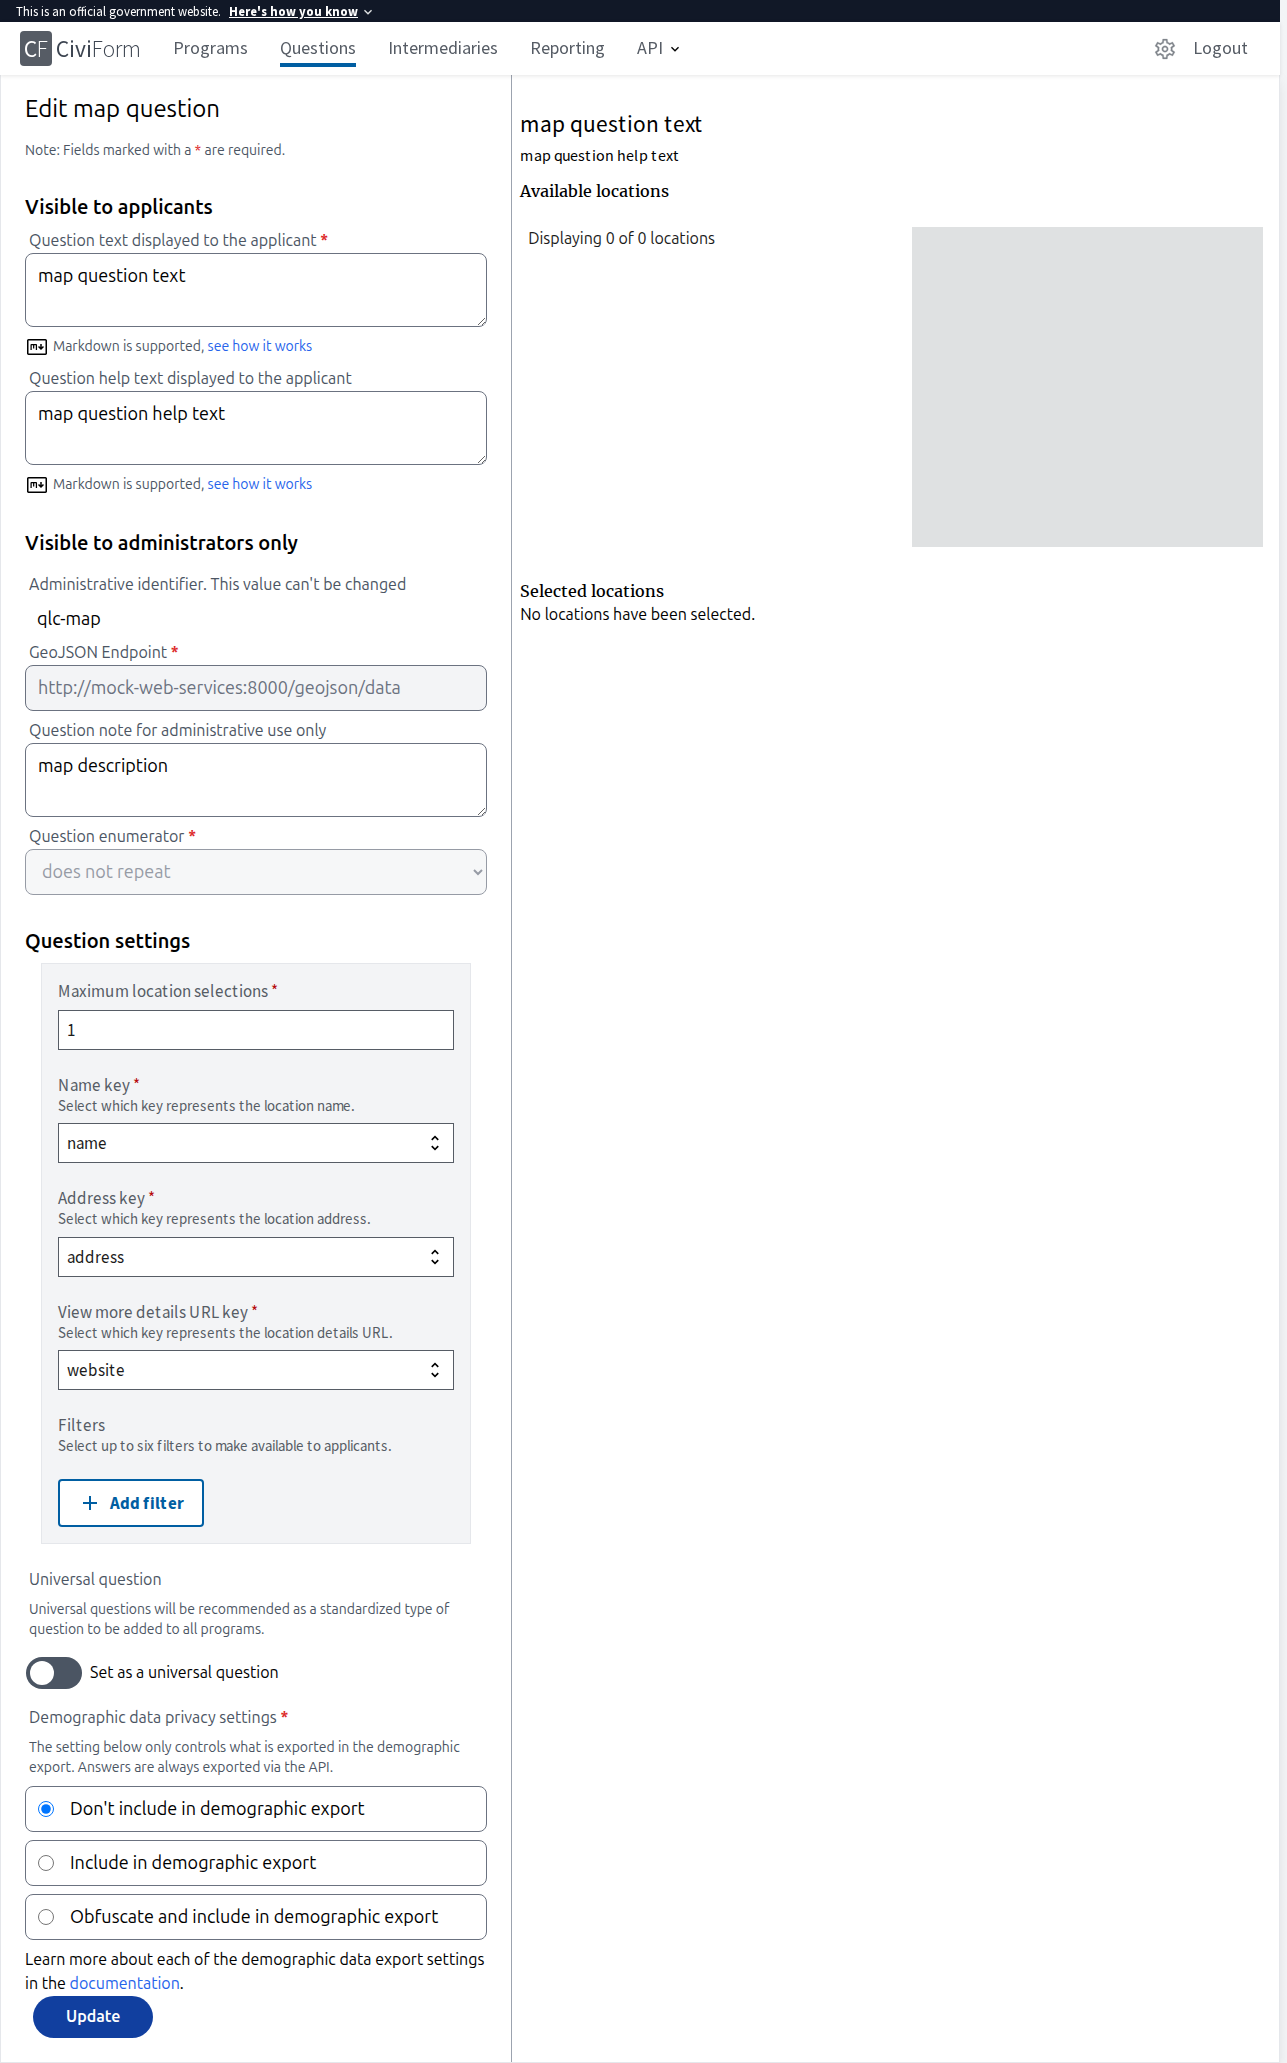 This is an official government website. Here's how you know
CF CiviForm Programs Questions Intermediaries Reporting API Logout
Edit map question
Note: Fields marked with a * are required.
Visible to applicants
Question text displayed to the applicant *
map question text
Markdown is supported, see how it works
Question help text displayed to the applicant
map question help text
Markdown is supported, see how it works
Visible to administrators only
Administrative identifier. This value can't be changed
qlc-map
GeoJSON Endpoint *
http://mock-web-services:8000/geojson/data
Question note for administrative use only
map description
Question enumerator *
does not repeat
Question settings
Maximum location selections *
1
Name key *
Select which key represents the location name.
name
Address key *
Select which key represents the location address.
address
View more details URL key *
Select which key represents the location details URL.
website
Filters
Select up to six filters to make available to applicants.
Add filter
Universal question
Universal questions will be recommended as a standardized type of
question to be added to all programs.
Set as a universal question
Demographic data privacy settings *
The setting below only controls what is exported in the demographic
export. Answers are always exported via the API.
Don't include in demographic export
Include in demographic export
Obfuscate and include in demographic export
Learn more about each of the demographic data export settings
in the documentation.
Update
map question text
map question help text
Available locations
Displaying 0 of 0 locations
Selected locations
No locations have been selected.